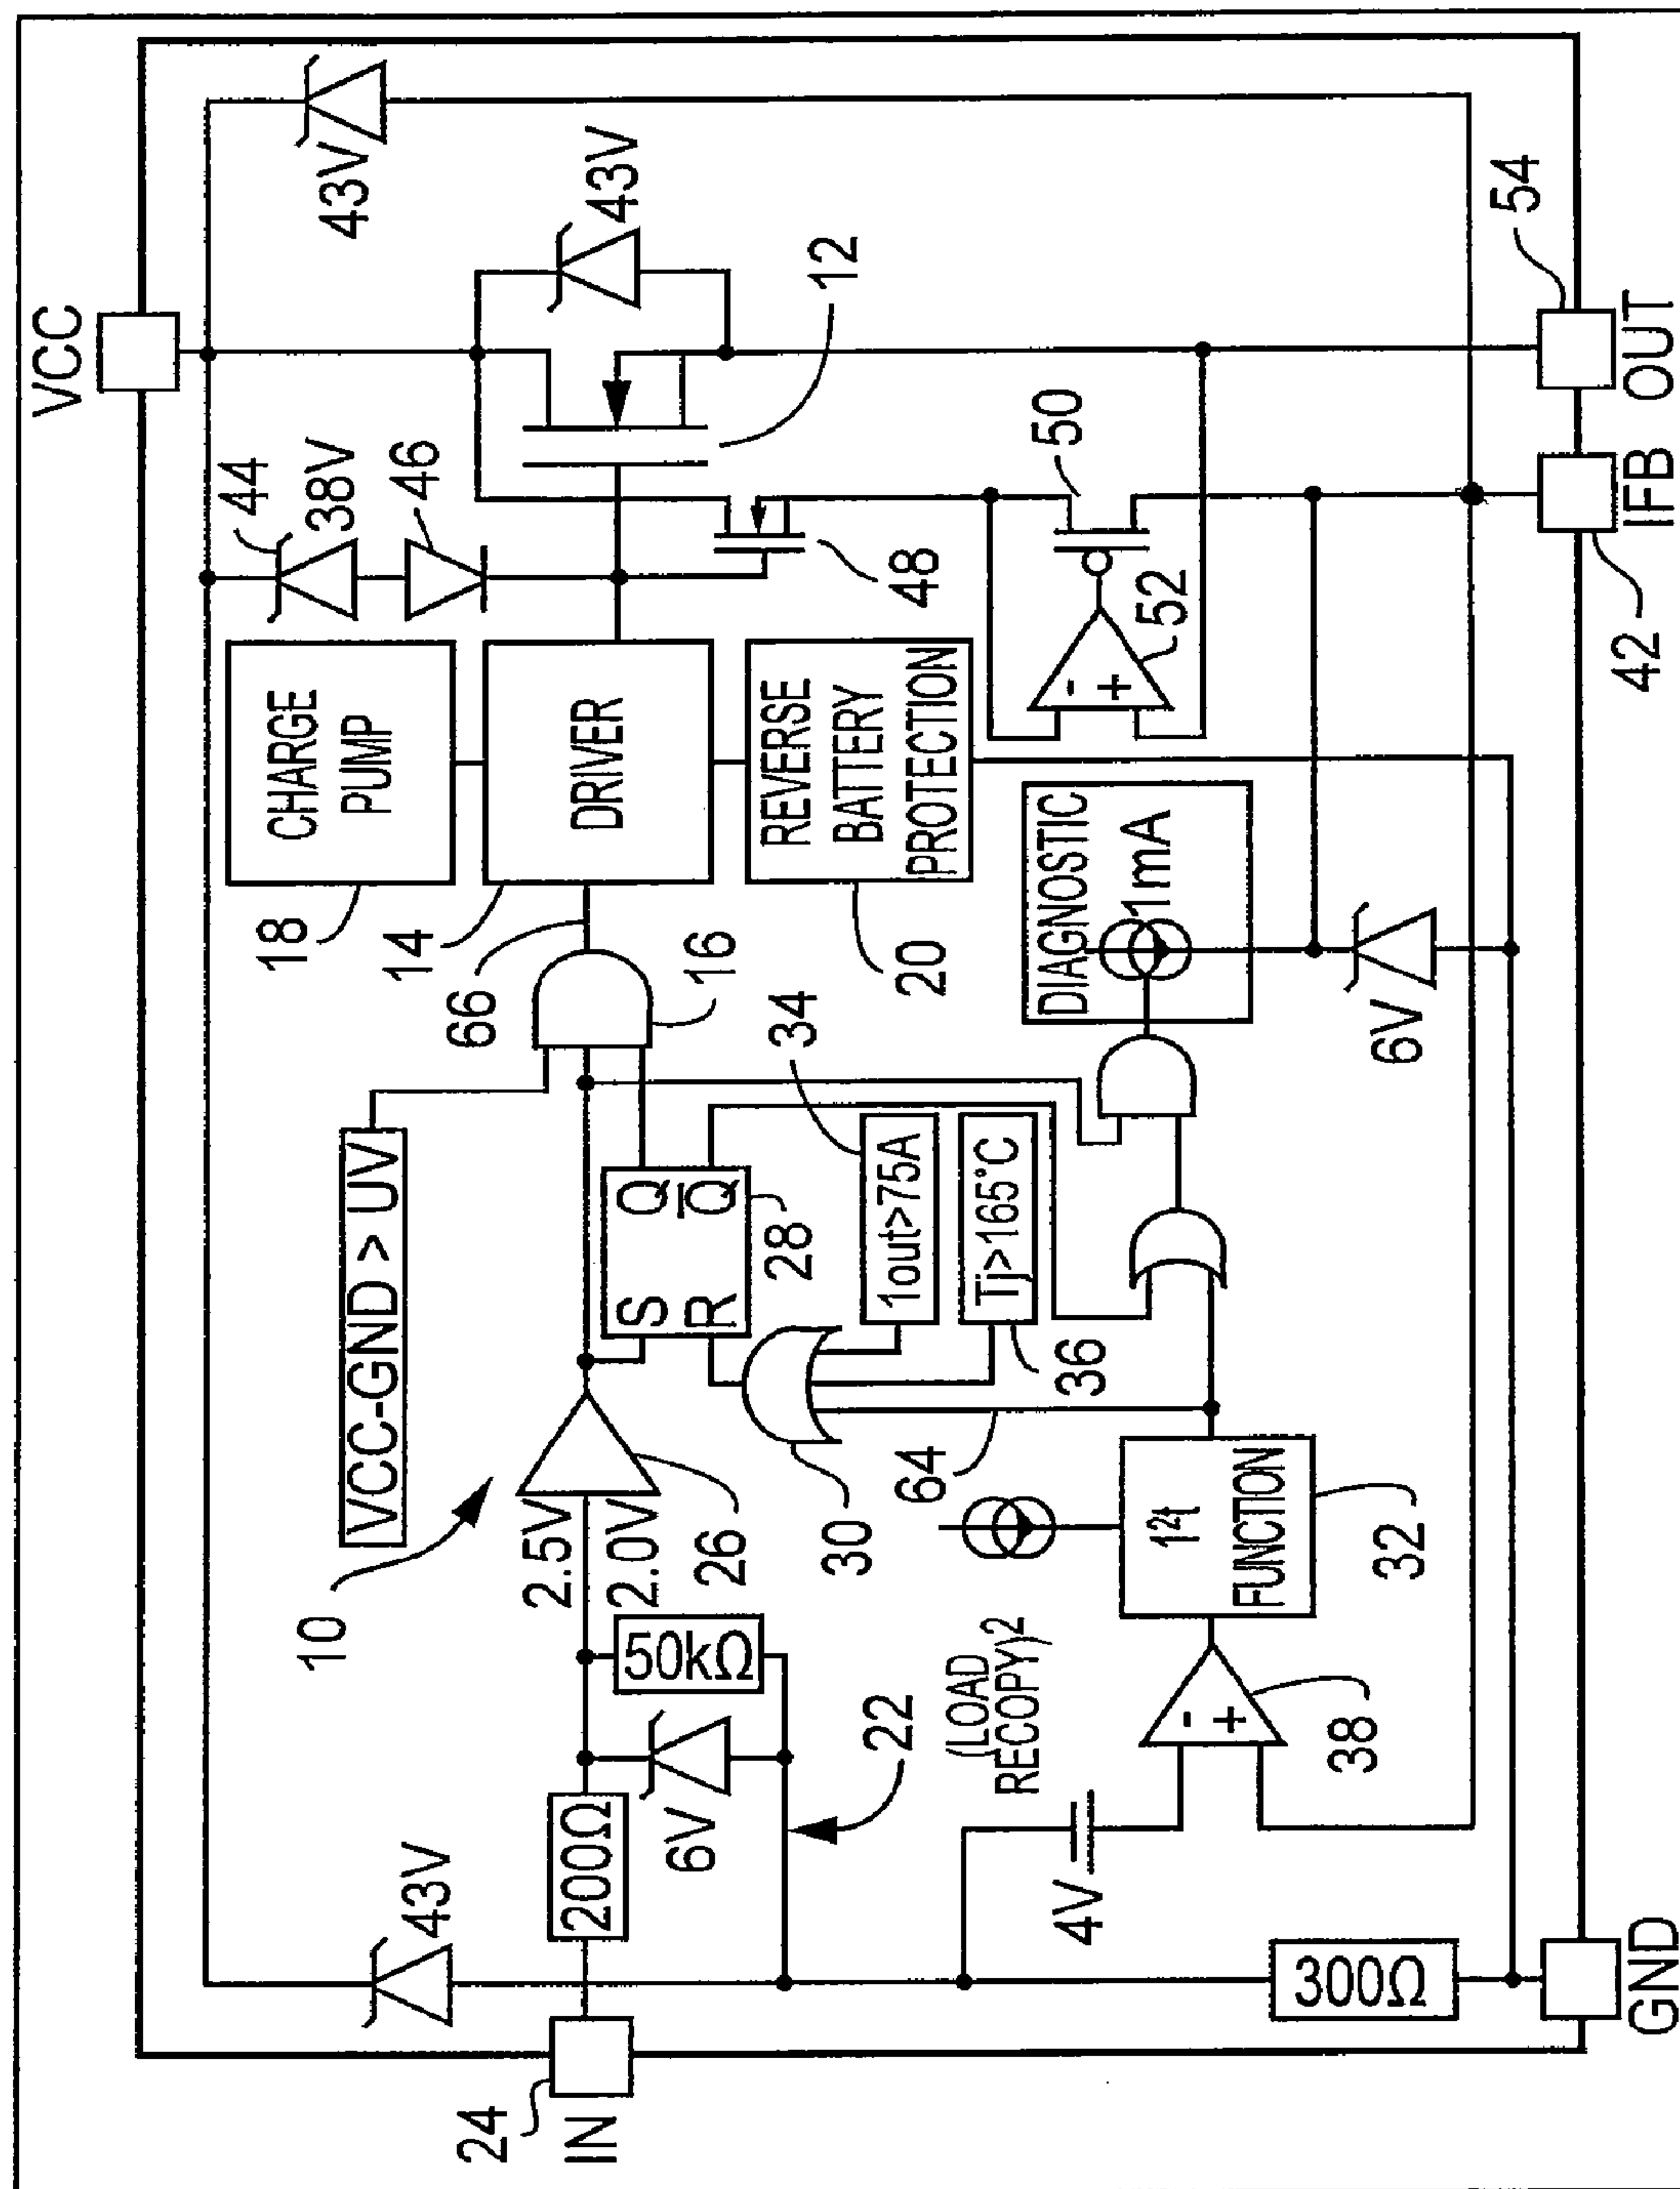 VCC
43V
44
38V
46
43V
12
CHARGE
PUMP
18
DRIVER
14
66
16
REVERSE
BATTERY
PROTECTION
20
48
50
-
+
52
VCC-GND > UV
10
2.5V
2.0V
26
S
R
Q
Q̅
28
34
1out>75A
Tj>165°C
36
30
64
DIAGNOSTIC
1mA
6V
43V
24
IN
200Ω
50kΩ
6V
22
(LOAD
RECOPY)²
4V
-
+
38
1²t
FUNCTION
32
300Ω
GND
42
IFB
OUT
54